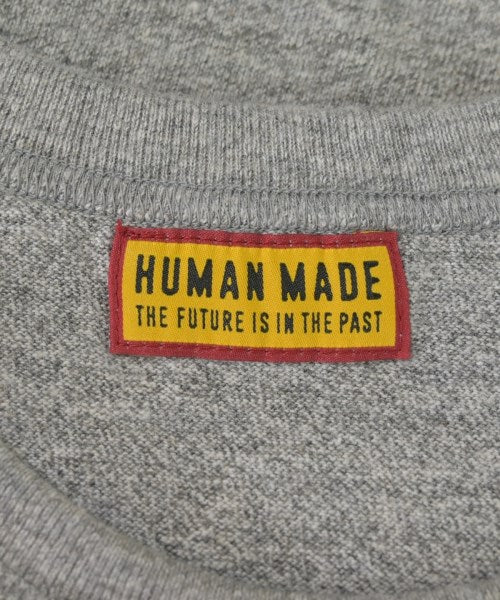 HUMAN MADE
THE FUTURE IS IN THE PAST